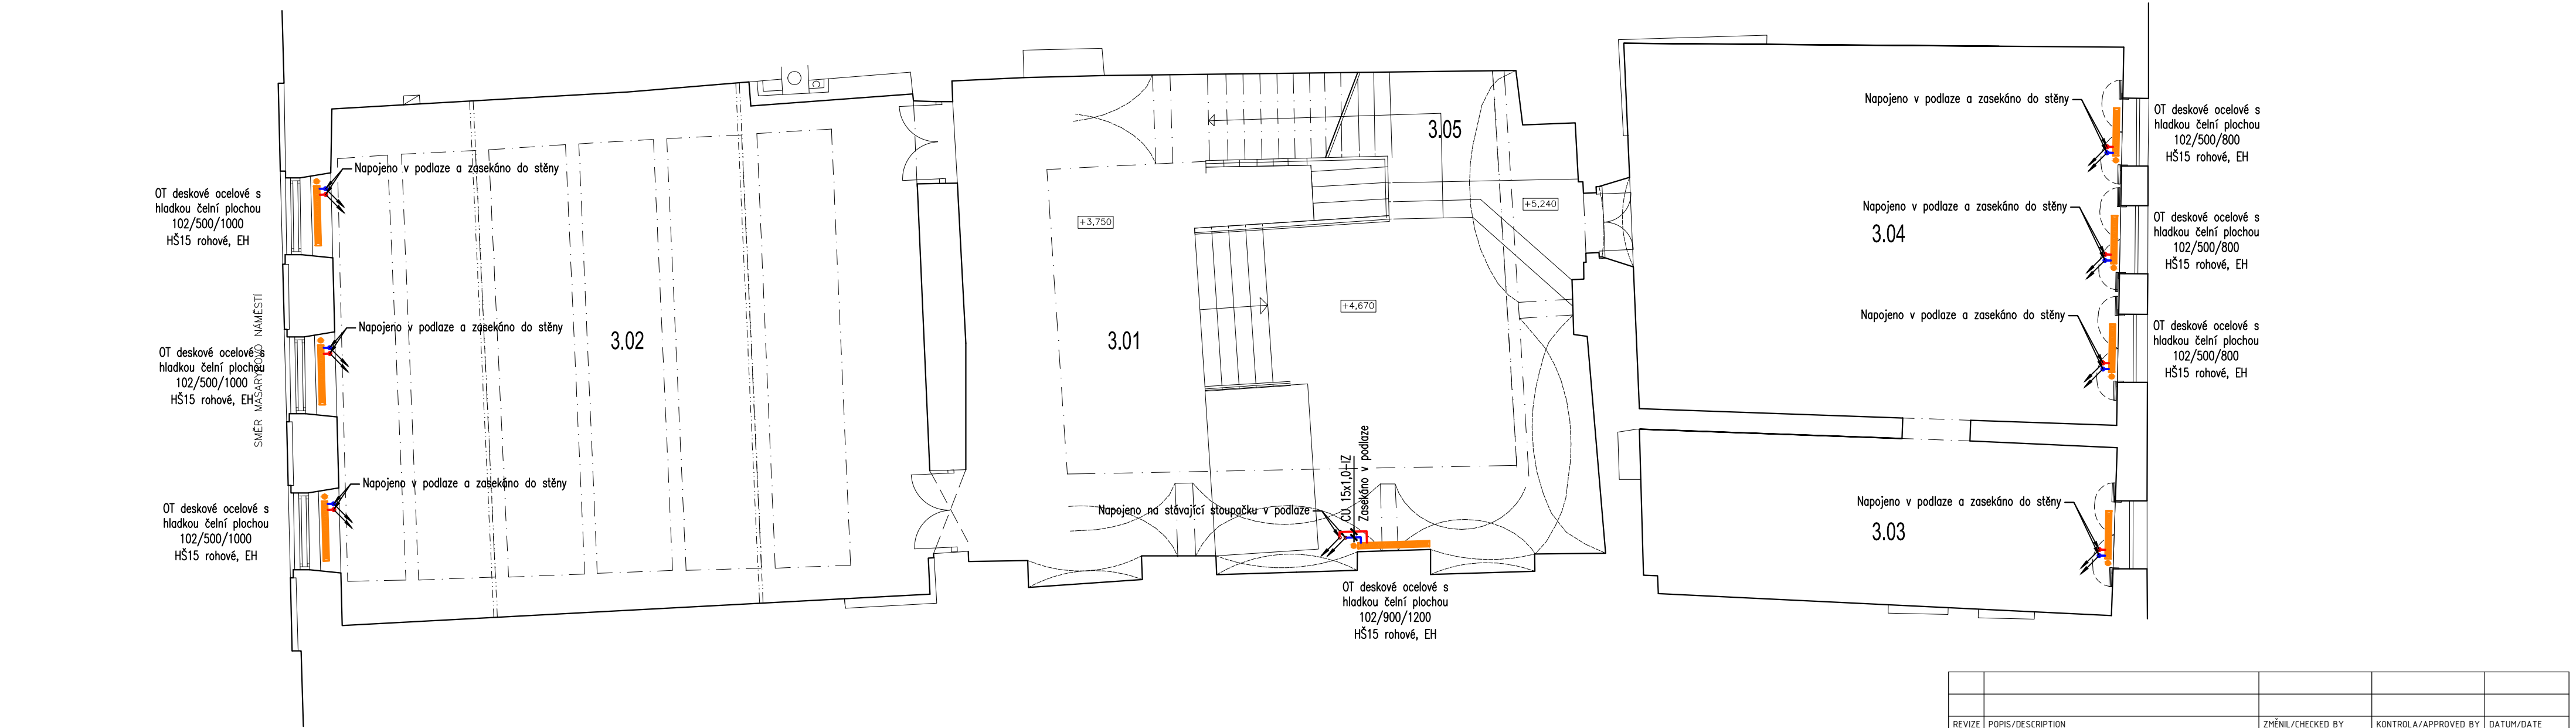 OT deskové ocelové s
hladkou čelní plochou
102/500/1000
HŠ15 rohové, EH
Napojeno v podlaze a zasekáno do stěny
OT deskové ocelové s
hladkou čelní plochou
102/500/1000
HŠ15 rohové, EH
Napojeno v podlaze a zasekáno do stěny
SMĚR MASARYKOVO NÁMĚSTÍ
OT deskové ocelové s
hladkou čelní plochou
102/500/1000
HŠ15 rohové, EH
Napojeno v podlaze a zasekáno do stěny
3.02
3.01
+3,750
3.05
+5,240
+4,670
CU 15x1,0-IZ
Zasekáno v podlaze
Napojeno na stávající stoupačku v podlaze
OT deskové ocelové s
hladkou čelní plochou
102/900/1200
HŠ15 rohové, EH
Napojeno v podlaze a zasekáno do stěny
OT deskové ocelové s
hladkou čelní plochou
102/500/800
HŠ15 rohové, EH
Napojeno v podlaze a zasekáno do stěny
3.04
OT deskové ocelové s
hladkou čelní plochou
102/500/800
HŠ15 rohové, EH
Napojeno v podlaze a zasekáno do stěny
OT deskové ocelové s
hladkou čelní plochou
102/500/800
HŠ15 rohové, EH
Napojeno v podlaze a zasekáno do stěny
3.03
REVIZE POPIS/DESCRIPTION ZMĚNIL/CHECKED BY KONTROLA/APPROVED BY DATUM/DATE